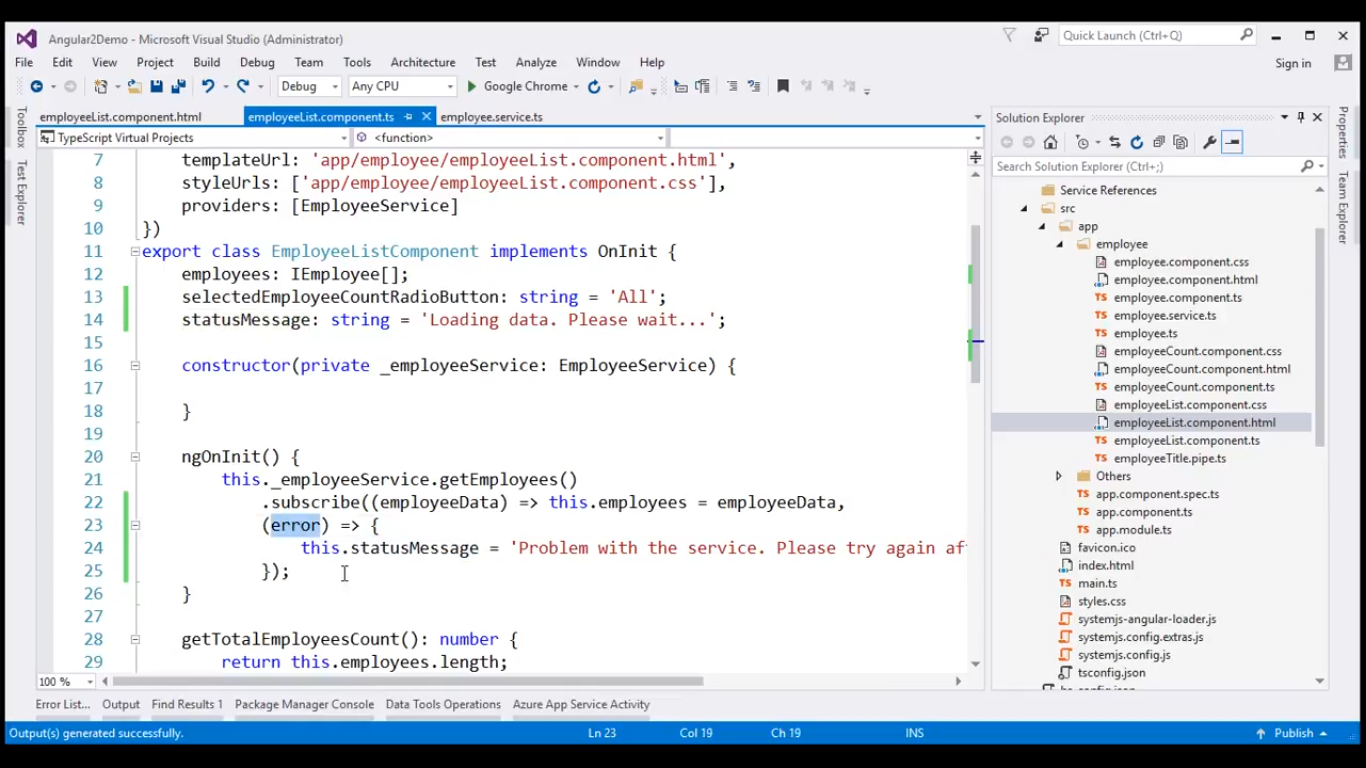 Angular2Demo - Microsoft Visual Studio (Administrator)
Quick Launch (Ctrl+Q)
File Edit View Project Build Debug Team Tools Architecture Test Analyze Window Help
Sign in
Debug Any CPU Google Chrome
employeeList.component.html employeeList.component.ts employee.service.ts
TypeScript Virtual Projects <function>
Toolbox
Test Explorer
7 templateUrl: 'app/employee/employeeList.component.html',
8 styleUrls: ['app/employee/employeeList.component.css'],
9 providers: [EmployeeService]
10 })
11 export class EmployeeListComponent implements OnInit {
12 employees: IEmployee[];
13 selectedEmployeeCountRadioButton: string = 'All';
14 statusMessage: string = 'Loading data. Please wait...';
15
16 constructor(private _employeeService: EmployeeService) {
17
18 }
19
20 ngOnInit() {
21 this._employeeService.getEmployees()
22 .subscribe((employeeData) => this.employees = employeeData,
23 (error) => {
24 this.statusMessage = 'Problem with the service. Please try again af
25 });
26 }
27
28 getTotalEmployeesCount(): number {
29 return this.employees.length;
100 %
Solution Explorer
Search Solution Explorer (Ctrl+;)
Service References
src
app
employee
employee.component.css
employee.component.html
TS employee.component.ts
TS employee.service.ts
TS employee.ts
employeeCount.component.css
employeeCount.component.html
TS employeeCount.component.ts
employeeList.component.css
employeeList.component.html
TS employeeList.component.ts
TS employeeTitle.pipe.ts
Others
TS app.component.spec.ts
TS app.component.ts
TS app.module.ts
favicon.ico
index.html
TS main.ts
styles.css
systemjs-angular-loader.js
systemjs.config.extras.js
systemjs.config.js
tsconfig.json
Properties
Team Explorer
Error List... Output Find Results 1 Package Manager Console Data Tools Operations Azure App Service Activity
Output(s) generated successfully. Ln 23 Col 19 Ch 19 INS Publish